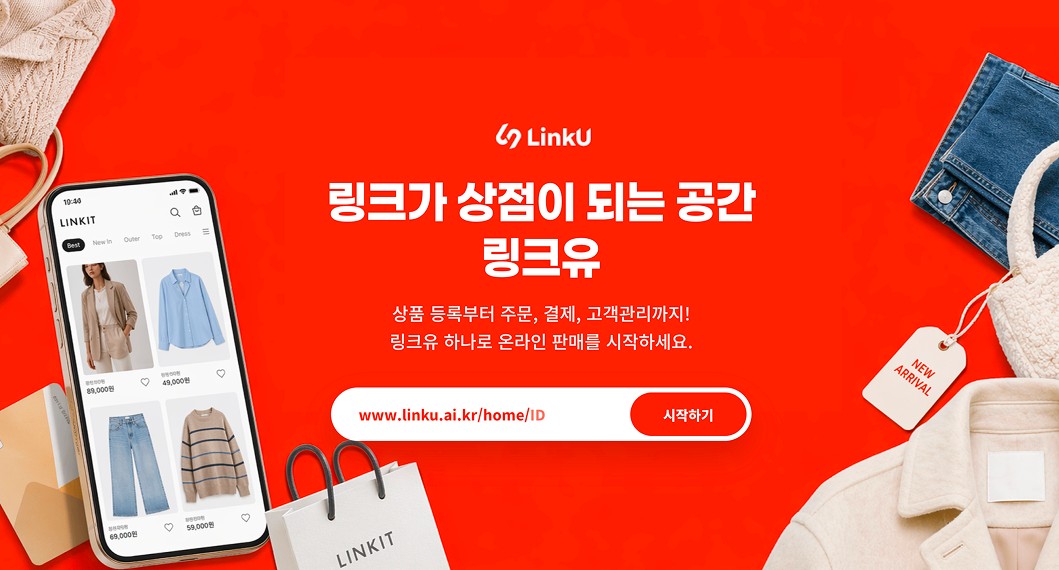 LinkU
링크가 상점이 되는 공간
링크유
상품 등록부터 주문, 결제, 고객관리까지!
링크유 하나로 온라인 판매를 시작하세요.
www.linku.ai.kr/home/ID
시작하기
19:46
LINKIT
Best New In Outer Top Dress
89,000원
49,000원
69,000원
59,000원
LINKIT
NEW
ARRIVAL